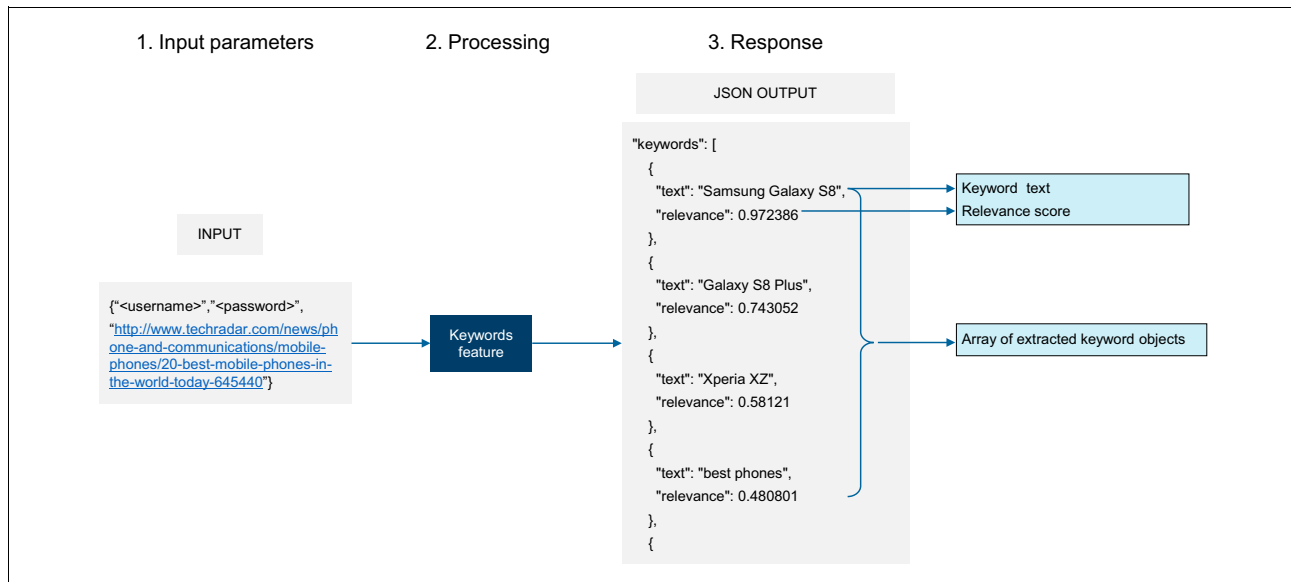 1. Input parameters
2. Processing
3. Response
JSON OUTPUT
INPUT
{“<username>”,”<password>”,
“http://www.techradar.com/news/ph
one-and-communications/mobile-
phones/20-best-mobile-phones-in-
the-world-today-645440”}
Keywords
feature
"keywords": [
{
"text": "Samsung Galaxy S8",
"relevance": 0.972386
},
{
"text": "Galaxy S8 Plus",
"relevance": 0.743052
},
{
"text": "Xperia XZ",
"relevance": 0.58121
},
{
"text": "best phones",
"relevance": 0.480801
},
{
Keyword text
Relevance score
Array of extracted keyword objects